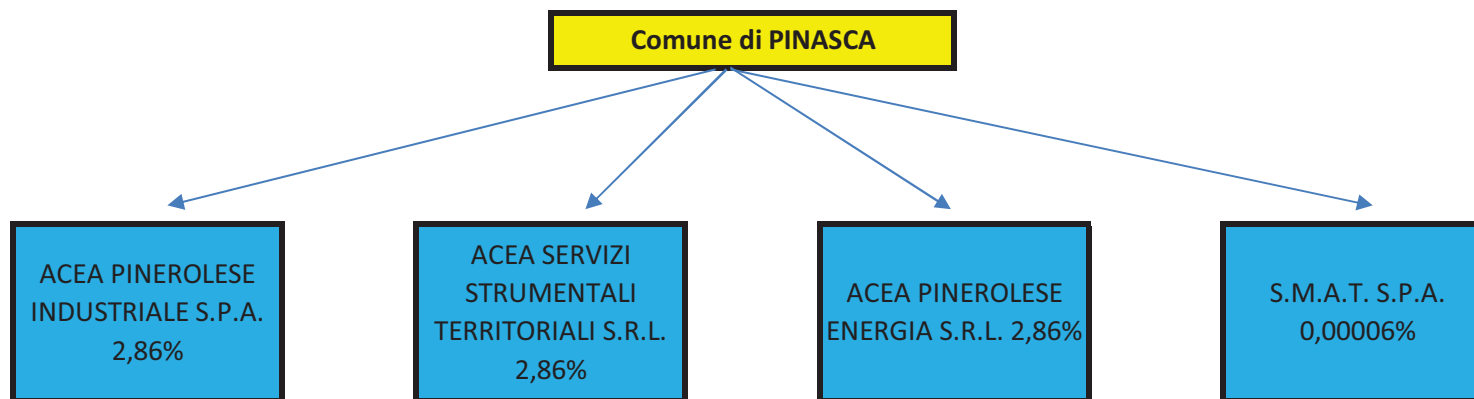 Comune di PINASCA
ACEA PINEROLESE
INDUSTRIALE S.P.A.
2,86%
ACEA SERVIZI
STRUMENTALI
TERRITORIALI S.R.L.
2,86%
ACEA PINEROLESE
ENERGIA S.R.L. 2,86%
S.M.A.T. S.P.A.
0,00006%